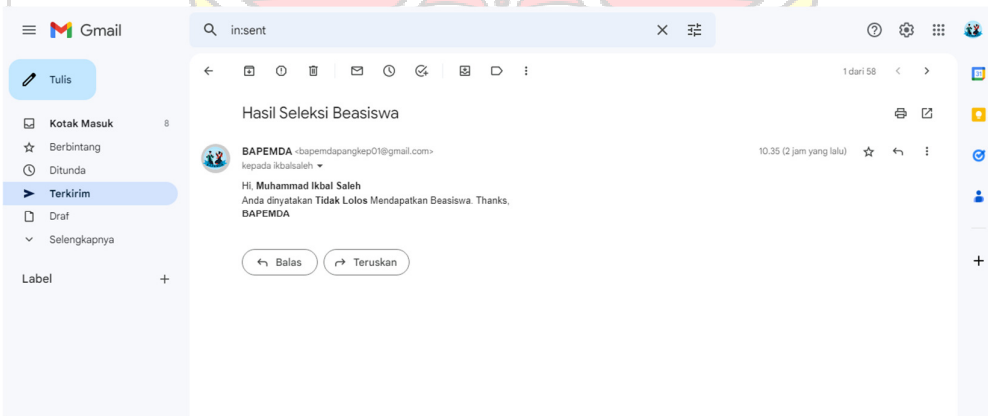 Gmail
in:sent
Tulis
1 dari 58
31
Hasil Seleksi Beasiswa
Kotak Masuk 8
Berbintang
Ditunda
Terkirim
Draf
Selengkapnya
Label
BAPEMDA <bapemdapangkep01@gmail.com>
10.35 (2 jam yang lalu)
kepada ikbalsaleh
Hi, Muhammad Ikbal Saleh
Anda dinyatakan Tidak Lolos Mendapatkan Beasiswa. Thanks,
BAPEMDA
Balas
Teruskan